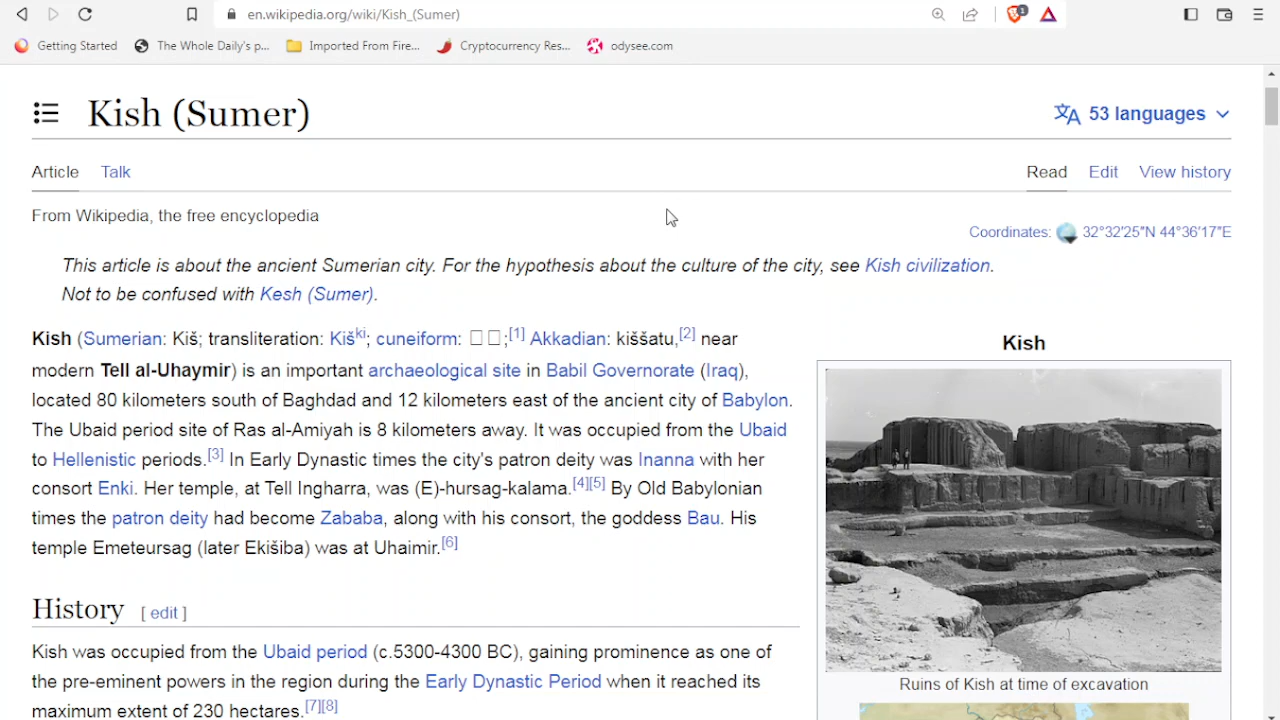 en.wikipedia.org/wiki/Kish_(Sumer)
1
Getting Started The Whole Daily's p... Imported From Fire... Cryptocurrency Res... odysee.com
Kish (Sumer)
53 languages
Article Talk Read Edit View history
From Wikipedia, the free encyclopedia
Coordinates: 32°32′25″N 44°36′17″E
This article is about the ancient Sumerian city. For the hypothesis about the culture of the city, see Kish civilization.
Not to be confused with Kesh (Sumer).
Kish (Sumerian: Kiš; transliteration: Kiški; cuneiform: □□;[1] Akkadian: kiššatu,[2] near
modern Tell al-Uhaymir) is an important archaeological site in Babil Governorate (Iraq),
located 80 kilometers south of Baghdad and 12 kilometers east of the ancient city of Babylon.
The Ubaid period site of Ras al-Amiyah is 8 kilometers away. It was occupied from the Ubaid
to Hellenistic periods.[3] In Early Dynastic times the city's patron deity was Inanna with her
consort Enki. Her temple, at Tell Ingharra, was (E)-hursag-kalama.[4][5] By Old Babylonian
times the patron deity had become Zababa, along with his consort, the goddess Bau. His
temple Emeteursag (later Ekišiba) was at Uhaimir.[6]
Kish
Ruins of Kish at time of excavation
History [ edit ]
Kish was occupied from the Ubaid period (c.5300-4300 BC), gaining prominence as one of
the pre-eminent powers in the region during the Early Dynastic Period when it reached its
maximum extent of 230 hectares.[7][8]